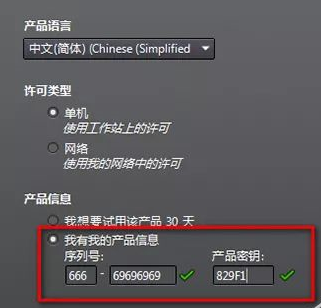 产品语言
中文(简体) (Chinese (Simplified
许可类型
单机
使用工作站上的许可
网络
使用我的网络中的许可
产品信息
我想要试用该产品 30 天
我有我的产品信息
序列号: 产品密钥:
666 - 69696969 829F1